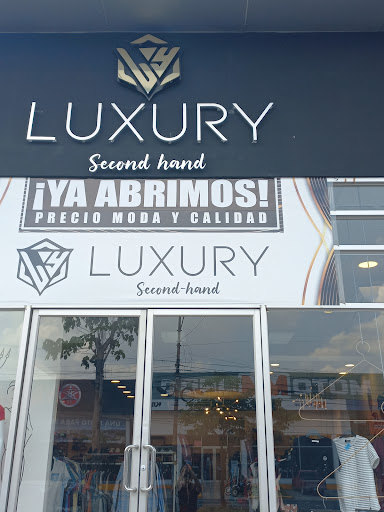 LUXURY
Second hand
¡YA ABRIMOS!
PRECIO MODA Y CALIDAD
LUXURY
Second-hand